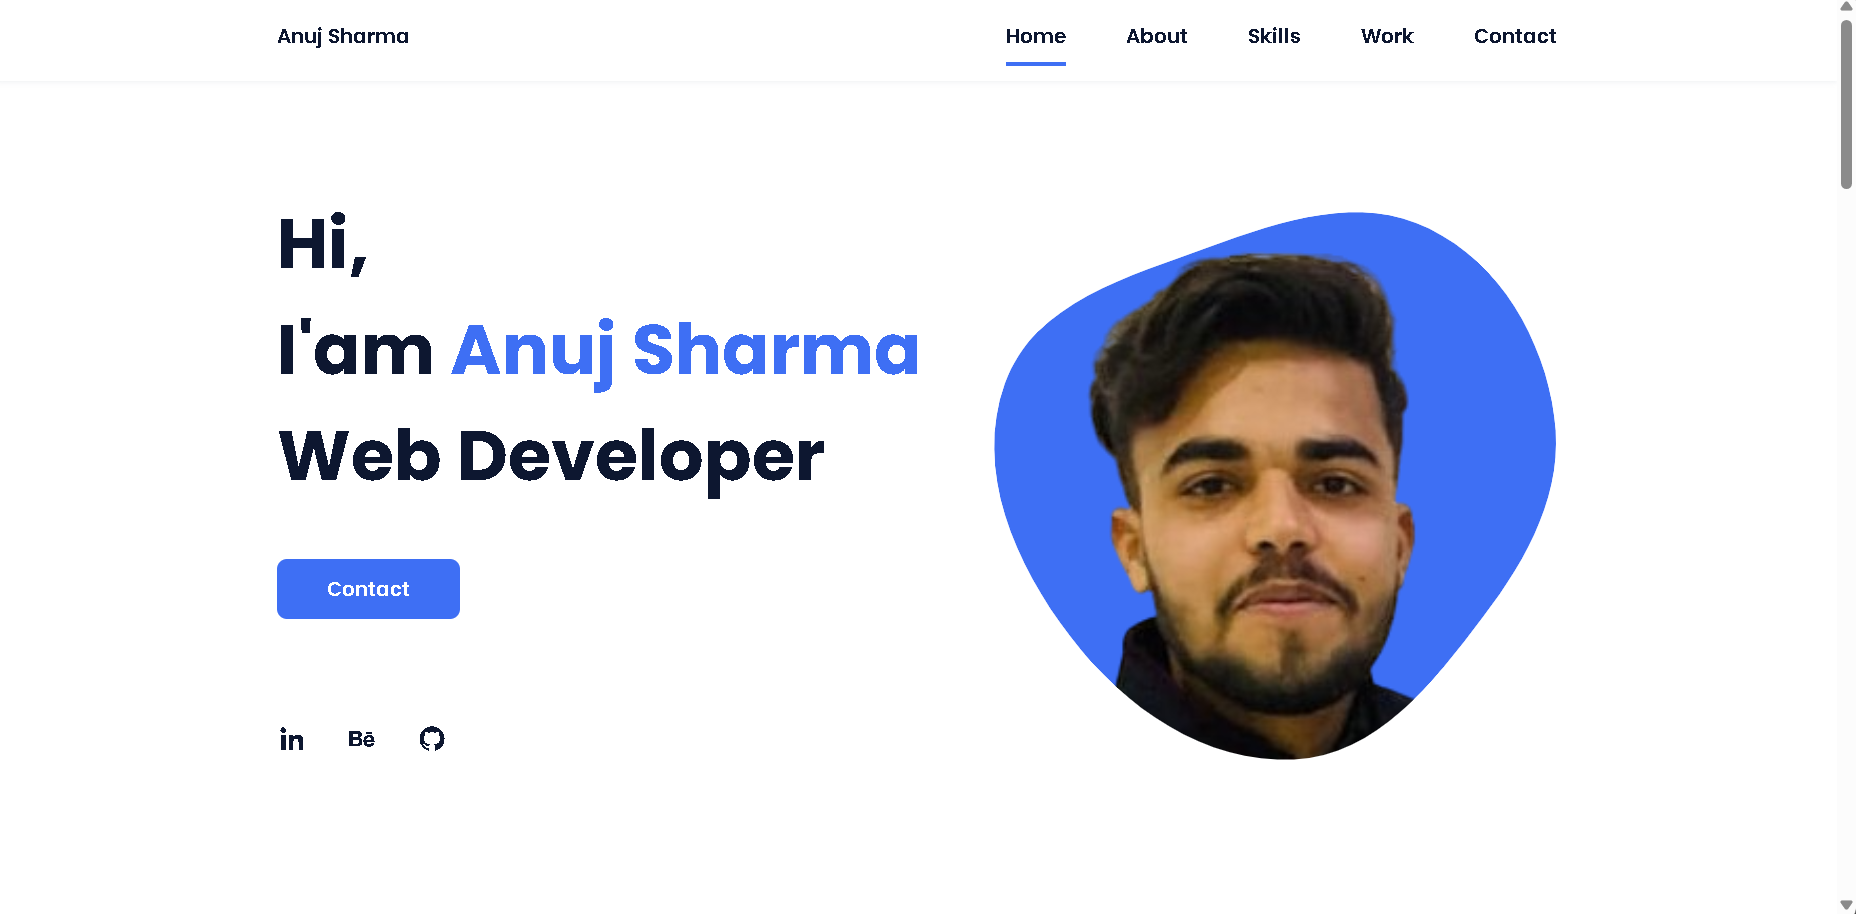 Anuj Sharma
Home About Skills Work Contact
Hi,
I'am Anuj Sharma
Web Developer
Contact
in Bē